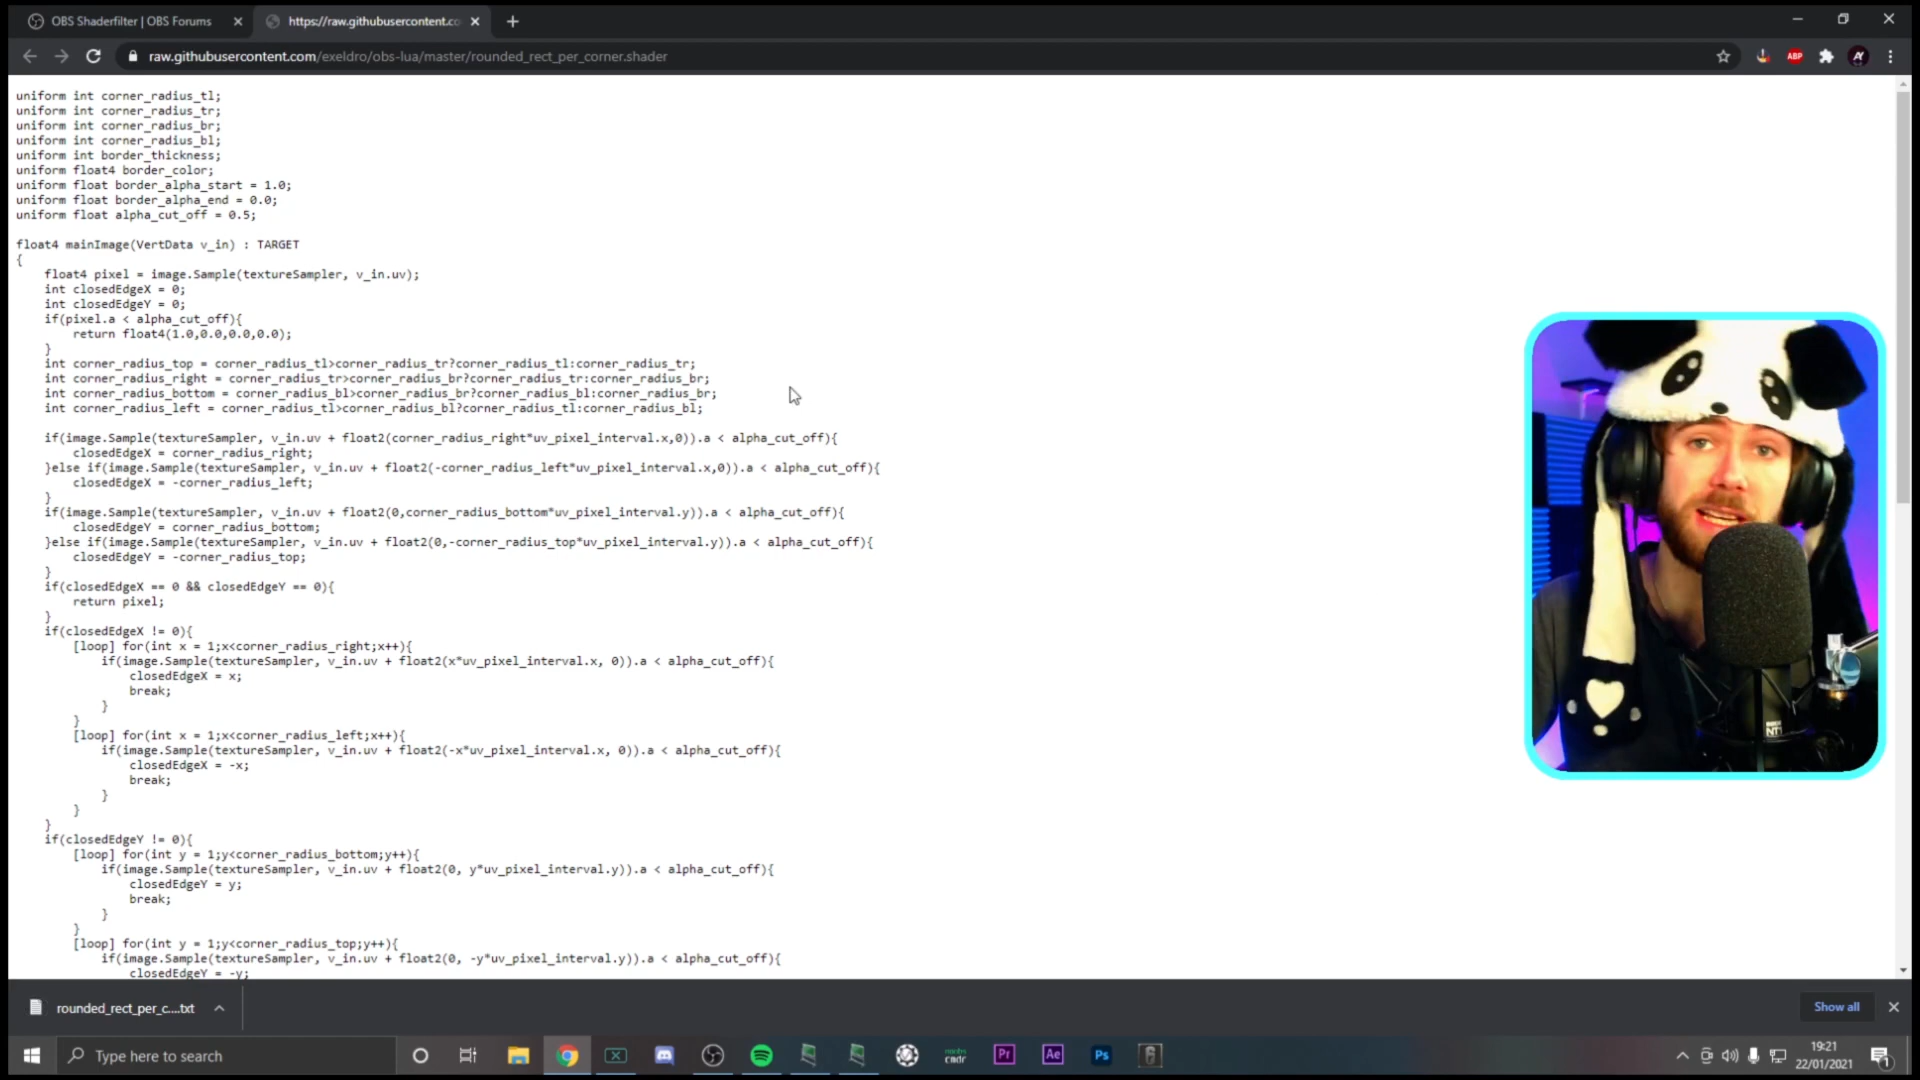 OBS Shaderfilter | OBS Forums
https://raw.githubusercontent.co
raw.githubusercontent.com/exeldro/obs-lua/master/rounded_rect_per_corner.shader
ABP
uniform int corner_radius_tl;
uniform int corner_radius_tr;
uniform int corner_radius_br;
uniform int corner_radius_bl;
uniform int border_thickness;
uniform float4 border_color;
uniform float border_alpha_start = 1.0;
uniform float border_alpha_end = 0.0;
uniform float alpha_cut_off = 0.5;
float4 mainImage(VertData v_in) : TARGET
{
float4 pixel = image.Sample(textureSampler, v_in.uv);
int closedEdgeX = 0;
int closedEdgeY = 0;
if(pixel.a < alpha_cut_off){
return float4(1.0,0.0,0.0,0.0);
}
int corner_radius_top = corner_radius_tl>corner_radius_tr?corner_radius_tl:corner_radius_tr;
int corner_radius_right = corner_radius_tr>corner_radius_br?corner_radius_tr:corner_radius_br;
int corner_radius_bottom = corner_radius_bl>corner_radius_br?corner_radius_bl:corner_radius_br;
int corner_radius_left = corner_radius_tl>corner_radius_bl?corner_radius_tl:corner_radius_bl;
if(image.Sample(textureSampler, v_in.uv + float2(corner_radius_right*uv_pixel_interval.x,0)).a < alpha_cut_off){
closedEdgeX = corner_radius_right;
}else if(image.Sample(textureSampler, v_in.uv + float2(-corner_radius_left*uv_pixel_interval.x,0)).a < alpha_cut_off){
closedEdgeX = -corner_radius_left;
}
if(image.Sample(textureSampler, v_in.uv + float2(0,corner_radius_bottom*uv_pixel_interval.y)).a < alpha_cut_off){
closedEdgeY = corner_radius_bottom;
}else if(image.Sample(textureSampler, v_in.uv + float2(0,-corner_radius_top*uv_pixel_interval.y)).a < alpha_cut_off){
closedEdgeY = -corner_radius_top;
}
if(closedEdgeX == 0 && closedEdgeY == 0){
return pixel;
}
if(closedEdgeX != 0){
[loop] for(int x = 1;x<corner_radius_right;x++){
if(image.Sample(textureSampler, v_in.uv + float2(x*uv_pixel_interval.x, 0)).a < alpha_cut_off){
closedEdgeX = x;
break;
}
}
[loop] for(int x = 1;x<corner_radius_left;x++){
if(image.Sample(textureSampler, v_in.uv + float2(-x*uv_pixel_interval.x, 0)).a < alpha_cut_off){
closedEdgeX = -x;
break;
}
}
}
if(closedEdgeY != 0){
[loop] for(int y = 1;y<corner_radius_bottom;y++){
if(image.Sample(textureSampler, v_in.uv + float2(0, y*uv_pixel_interval.y)).a < alpha_cut_off){
closedEdgeY = y;
break;
}
}
[loop] for(int y = 1;y<corner_radius_top;y++){
if(image.Sample(textureSampler, v_in.uv + float2(0, -y*uv_pixel_interval.y)).a < alpha_cut_off){
closedEdgeY = -y;
rounded_rect_per_c....txt
Show all
Type here to search
Pr
Ae
Ps
19:21
22/01/2021